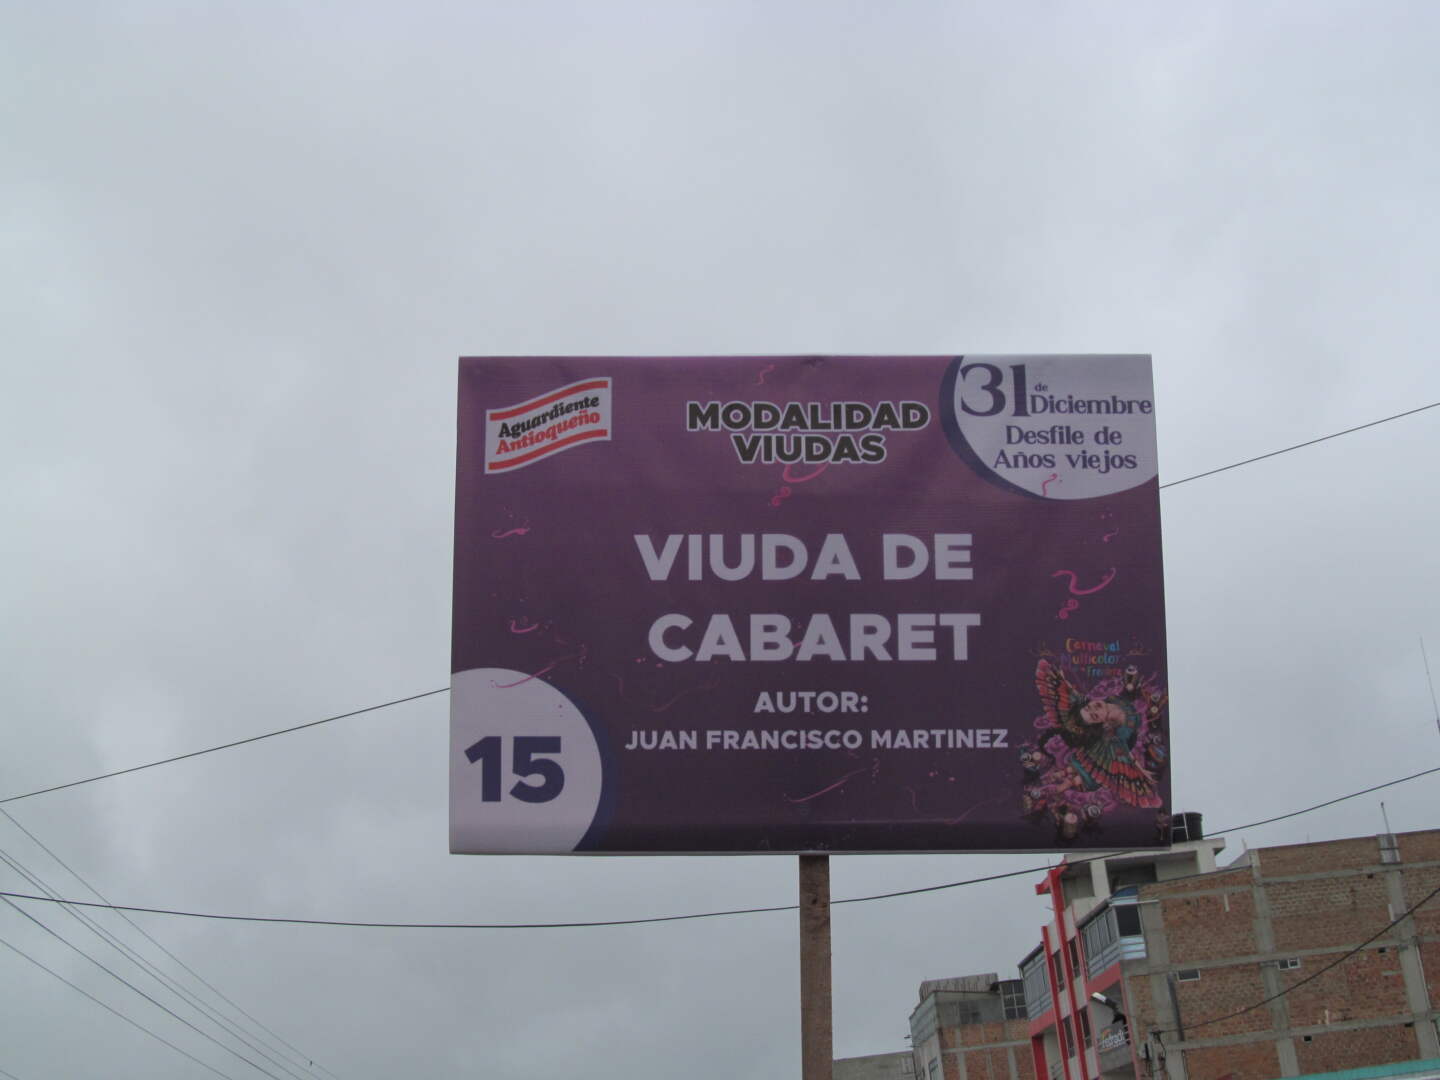 Aguardiente
Antioqueño
MODALIDAD
VIUDAS
31 de Diciembre
Desfile de
Años viejos
VIUDA DE
CABARET
AUTOR:
JUAN FRANCISCO MARTINEZ
15
Carnaval
Multicolor